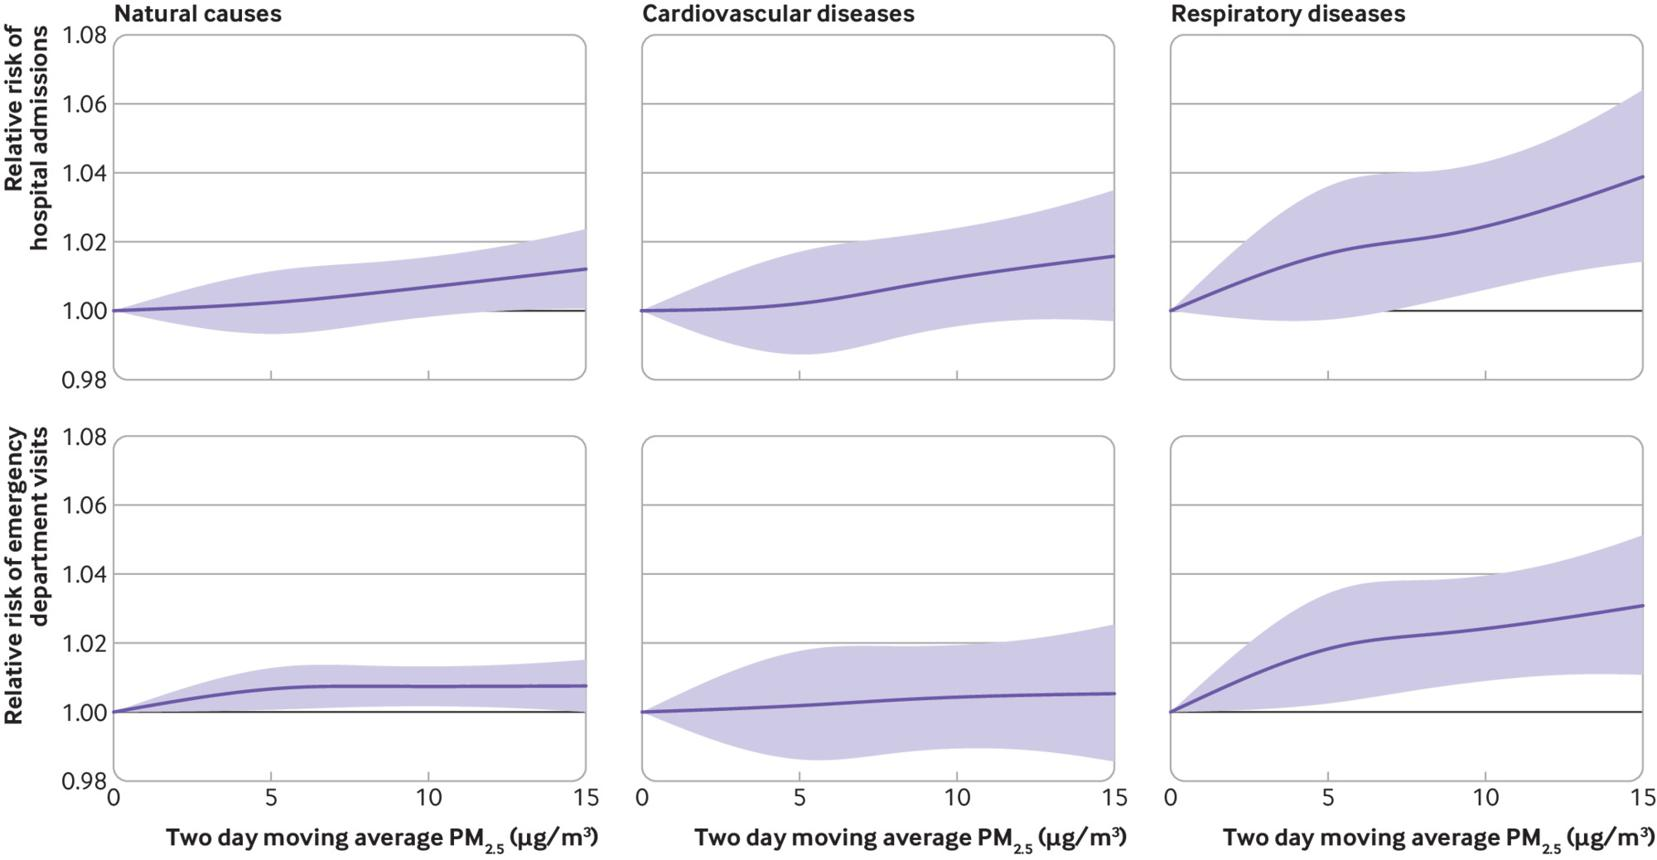 Natural causes
Cardiovascular diseases
Respiratory diseases
Relative risk of
hospital admissions
1.08
1.06
1.04
1.02
1.00
0.98
Relative risk of emergency
department visits
1.08
1.06
1.04
1.02
1.00
0.98
0 5 10 15
0 5 10 15
0 5 10 15
Two day moving average PM2.5 (µg/m³)
Two day moving average PM2.5 (µg/m³)
Two day moving average PM2.5 (µg/m³)